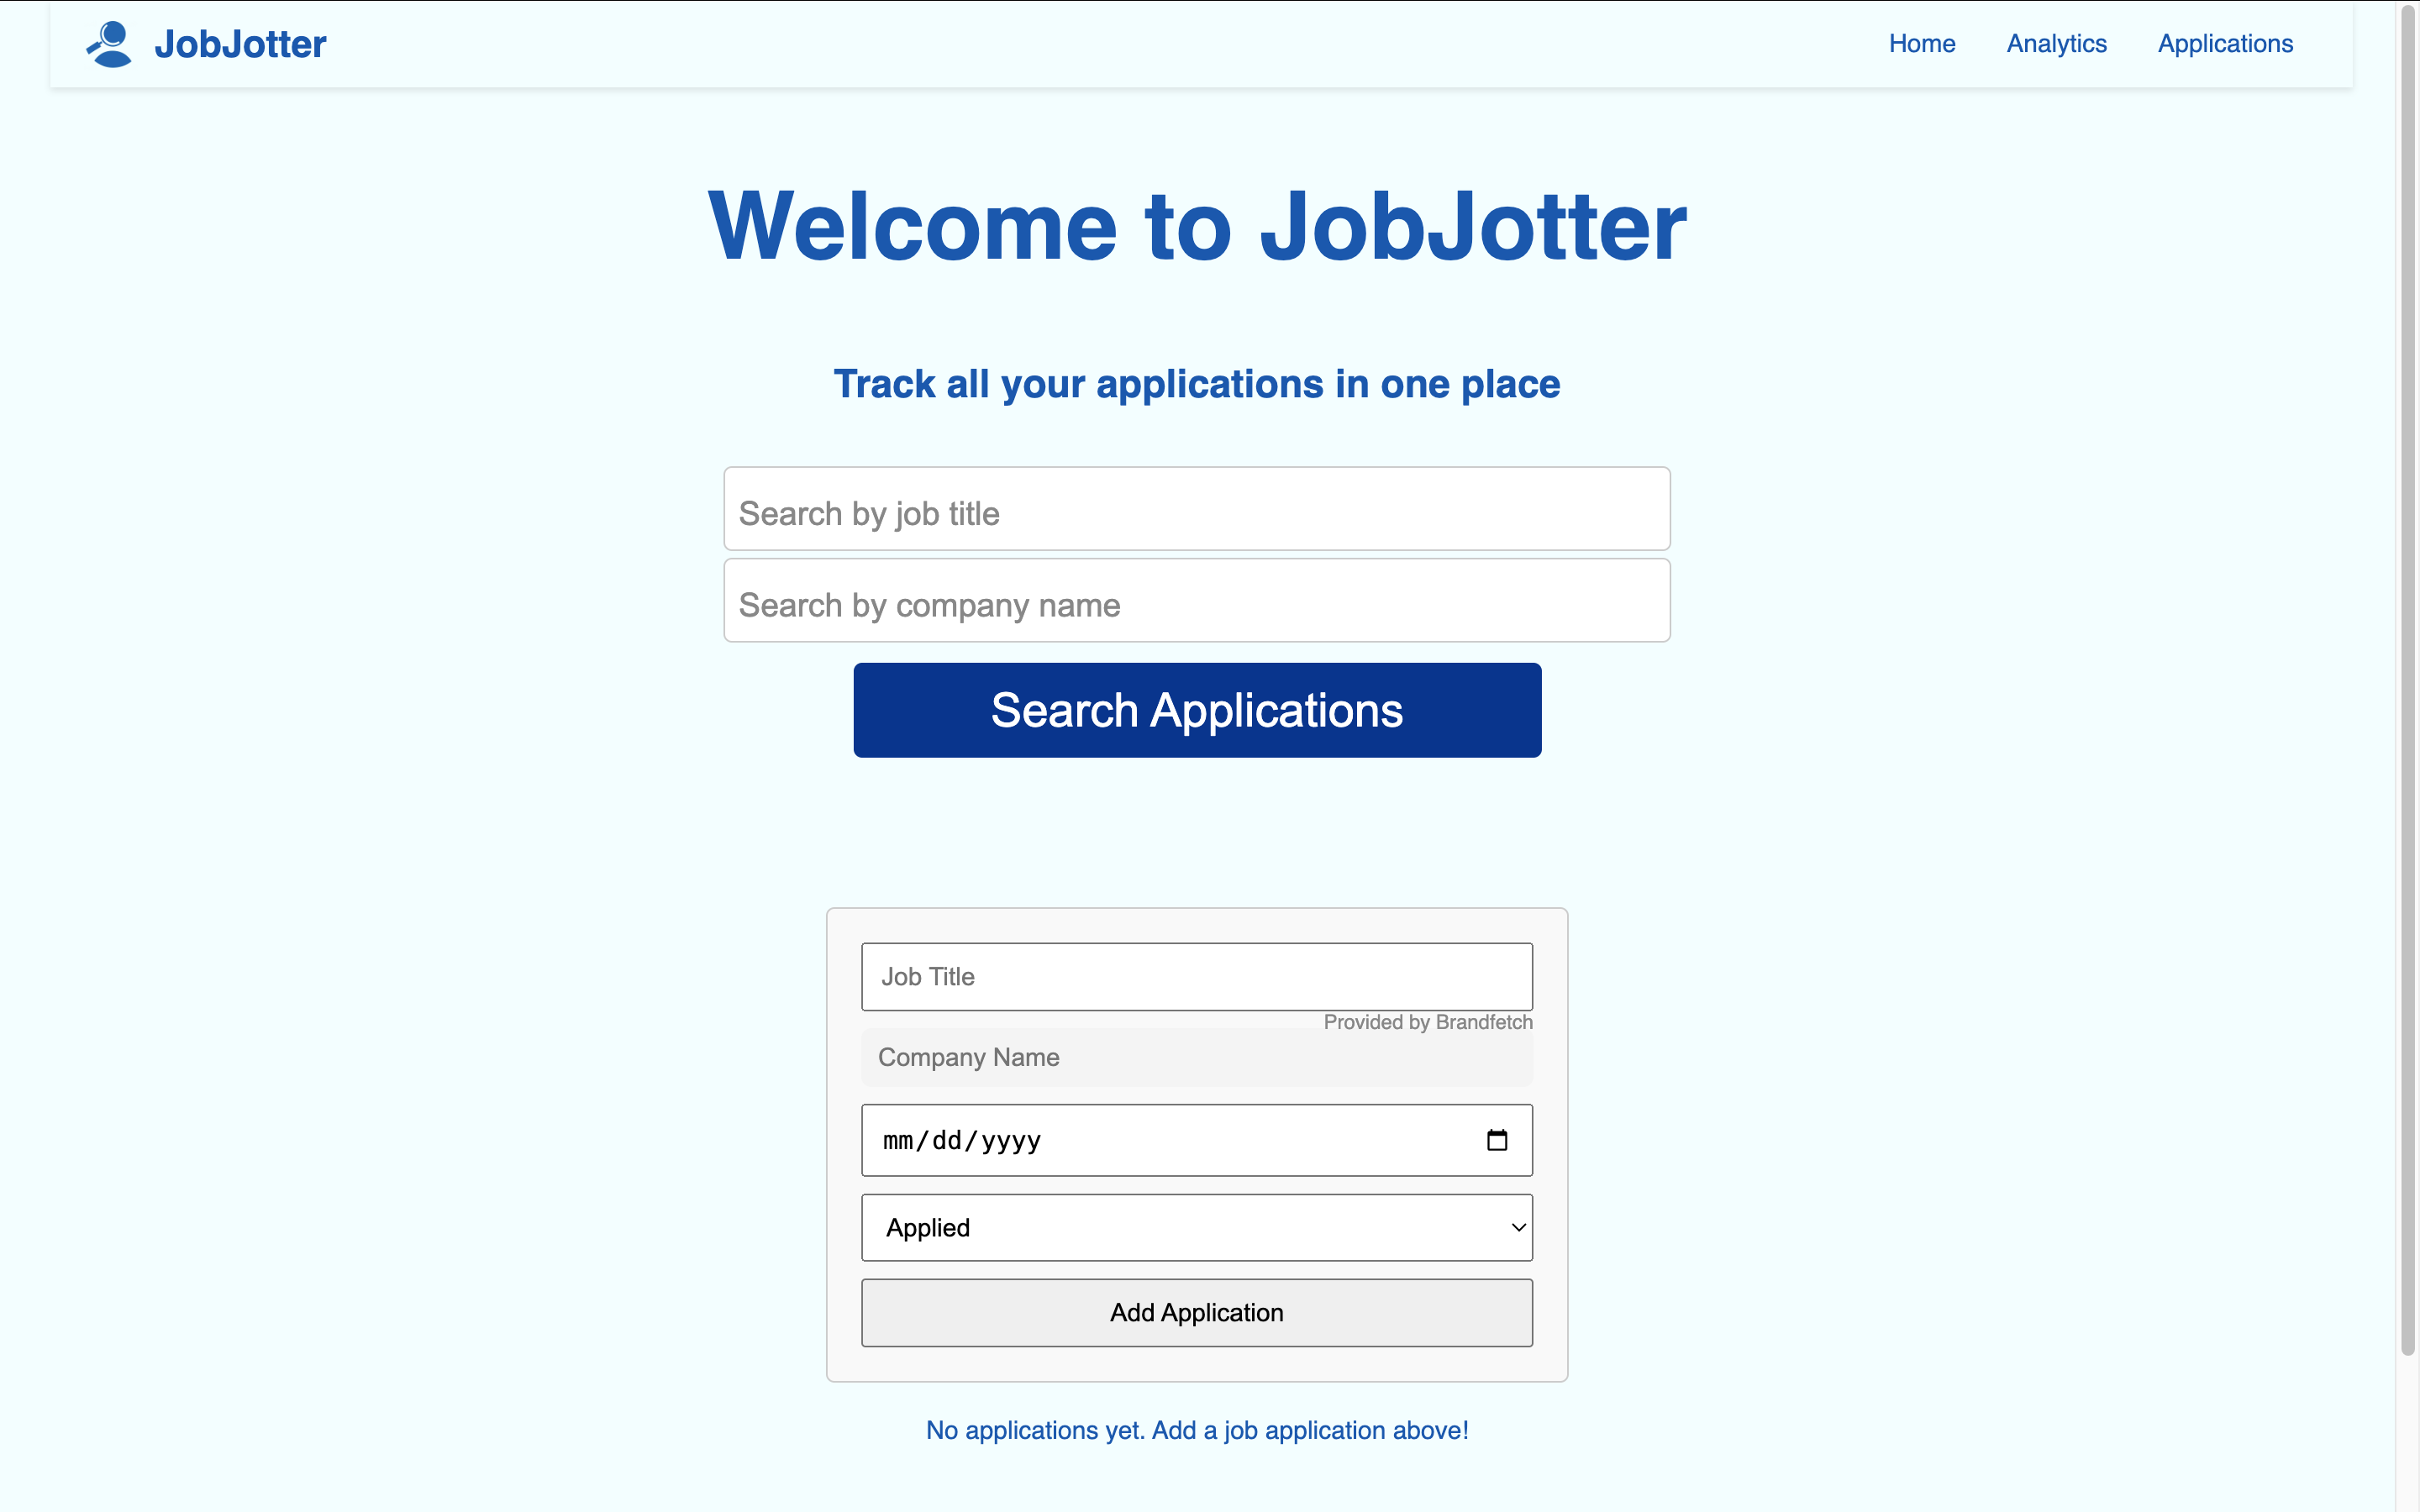 JobJotter
Home Analytics Applications
Welcome to JobJotter
Track all your applications in one place
Search by job title
Search by company name
Search Applications
Job Title
Provided by Brandfetch
Company Name
mm/dd/yyyy
Applied
Add Application
No applications yet. Add a job application above!